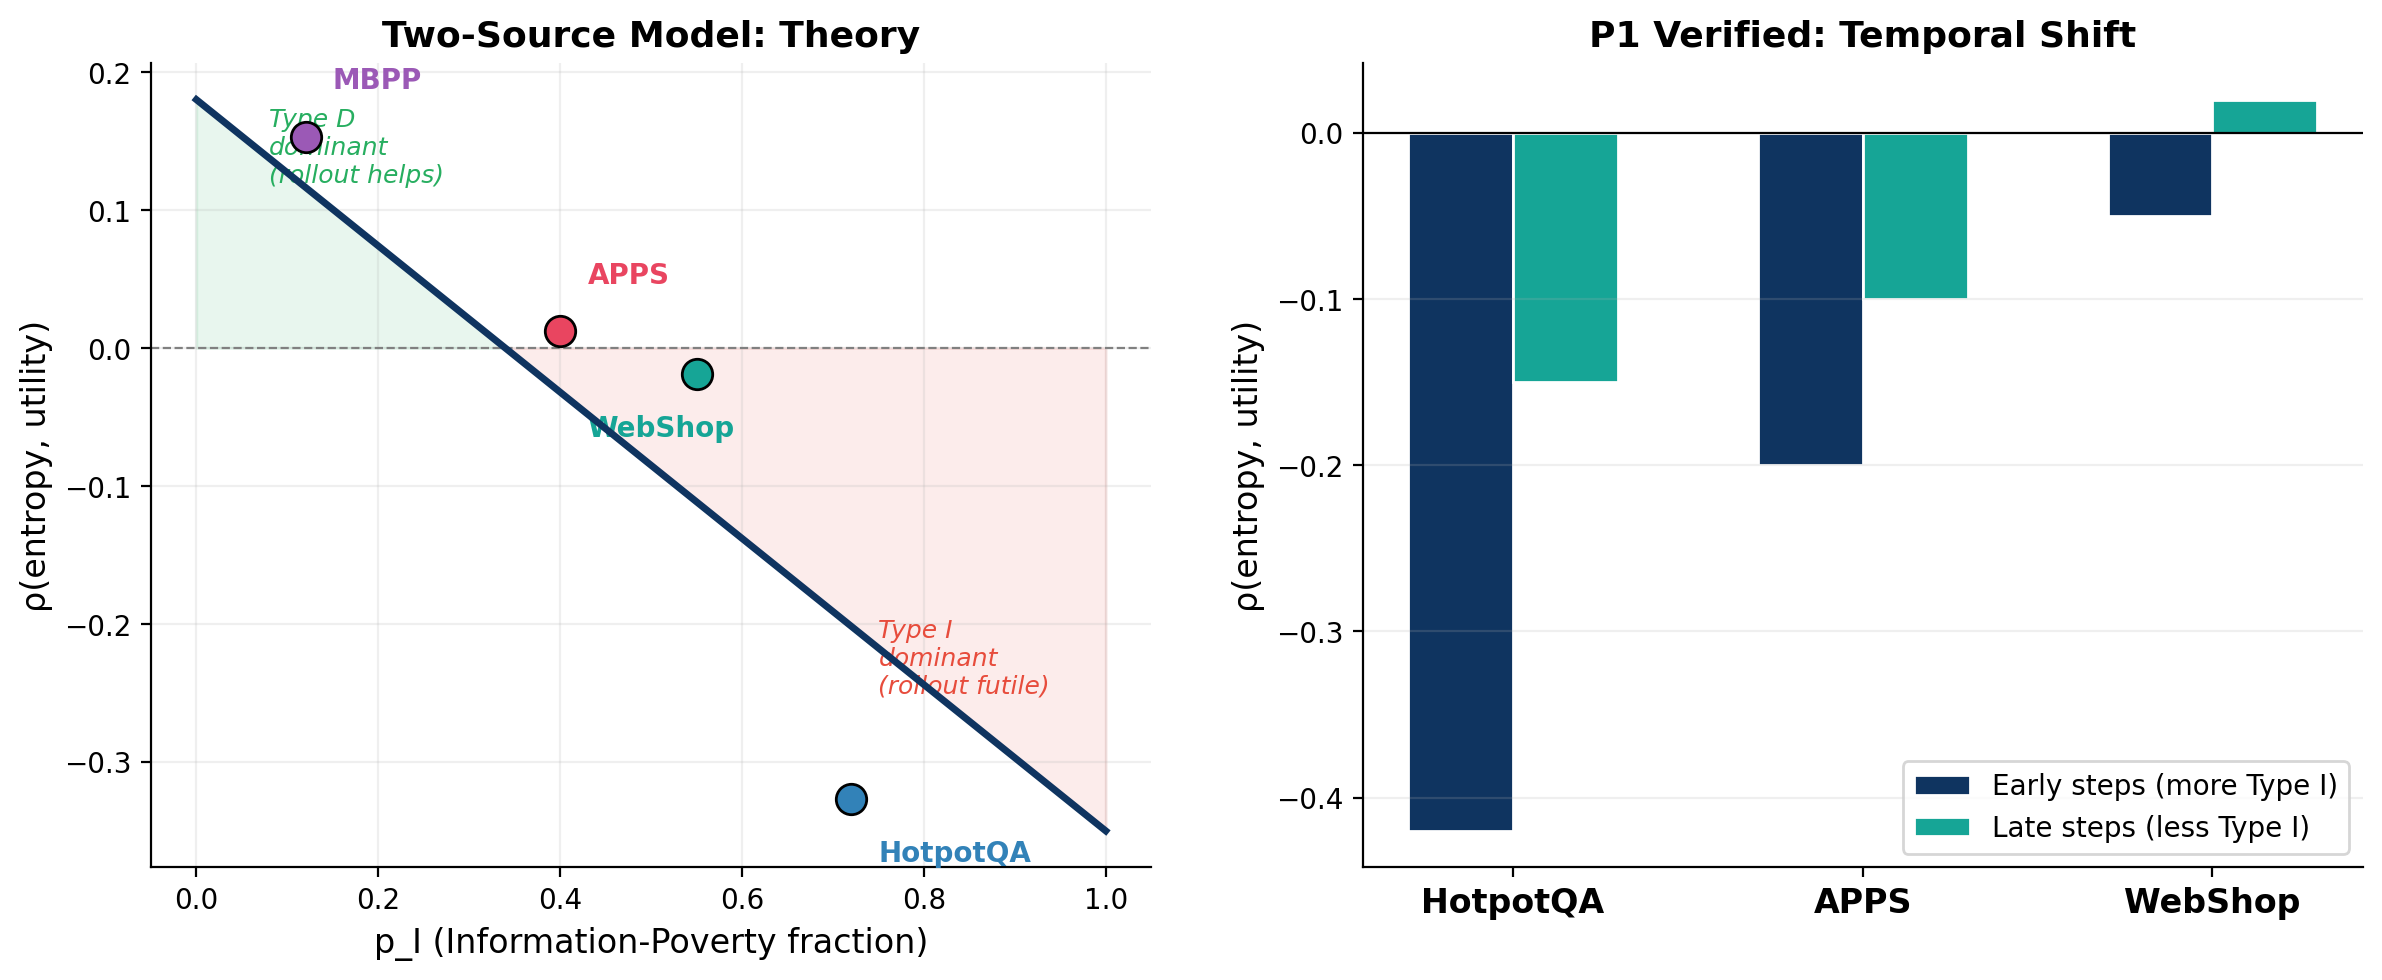 Two-Source Model: Theory
0.2
0.1
0.0
−0.1
−0.2
−0.3
ρ(entropy, utility)
MBPP
Type D
dominant
(rollout helps)
APPS
WebShop
Type I
dominant
(rollout futile)
HotpotQA
0.0 0.2 0.4 0.6 0.8 1.0
p_I (Information-Poverty fraction)
P1 Verified: Temporal Shift
0.0
−0.1
−0.2
−0.3
−0.4
ρ(entropy, utility)
Early steps (more Type I)
Late steps (less Type I)
HotpotQA APPS WebShop